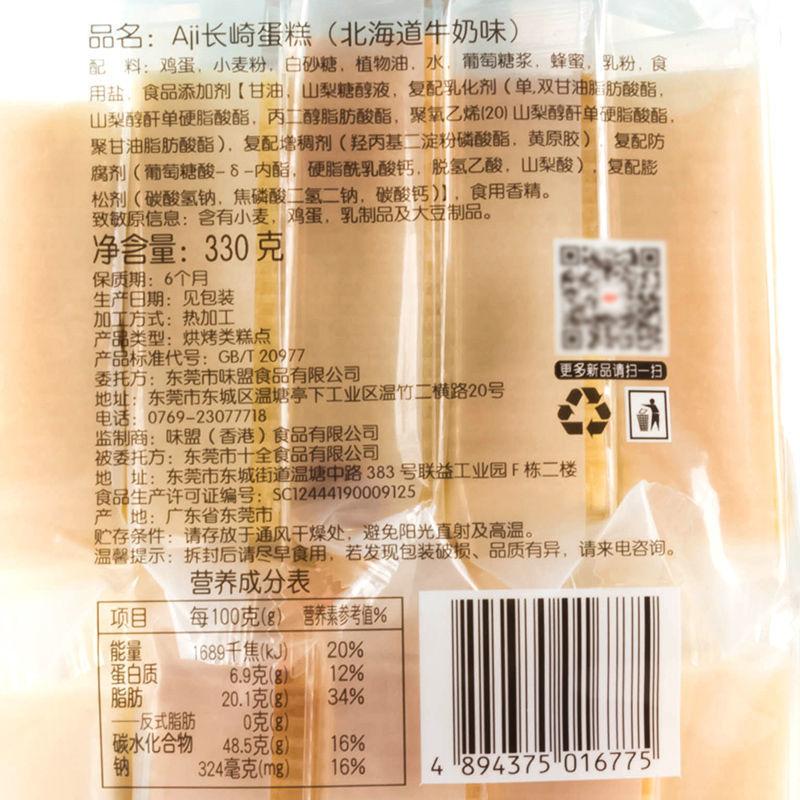 品名：Aji长崎蛋糕（北海道牛奶味）
配 料：鸡蛋，小麦粉，白砂糖，植物油，水，葡萄糖浆，蜂蜜，乳粉，食
用盐，食品添加剂【甘油，山梨糖醇液，复配乳化剂（单,双甘油脂肪酸酯，
山梨醇酐单硬脂酸酯，丙二醇脂肪酸酯，聚氧乙烯(20)山梨醇酐单硬脂酸酯，
聚甘油脂肪酸酯），复配增稠剂（羟丙基二淀粉磷酸酯，黄原胶），复配防
腐剂（葡萄糖酸-δ-内酯，硬脂酰乳酸钙，脱氢乙酸，山梨酸），复配膨
松剂（碳酸氢钠，焦磷酸二氢二钠，碳酸钙）】，食用香精。
致敏原信息：含有小麦，鸡蛋，乳制品及大豆制品。
净含量：330克
保质期：6个月
生产日期：见包装
加工方式：热加工
产品类型：烘烤类糕点
产品标准代号：GB/T 20977
委托方：东莞市味盟食品有限公司
地址：东莞市东城区温塘亭下工业区温竹二横路20号
电话：0769-23077718
监制商：味盟（香港）食品有限公司
被委托方：东莞市十全食品有限公司
地 址：东莞市东城街道温塘中路 383 号联益工业园 F 栋二楼
食品生产许可证编号：SC12444190009125
产 地：广东省东莞市
贮存条件：请存放于通风干燥处，避免阳光直射及高温。
温馨提示：拆封后请尽早食用，若发现包装破损、品质有异，请来电咨询。
更多新品请扫一扫
营养成分表
项目 每100克(g) 营养素参考值%
能量 1689千焦(kJ) 20%
蛋白质 6.9克(g) 12%
脂肪 20.1克(g) 34%
——反式脂肪 0克(g)
碳水化合物 48.5克(g) 16%
钠 324毫克(mg) 16%
4 894375 016775